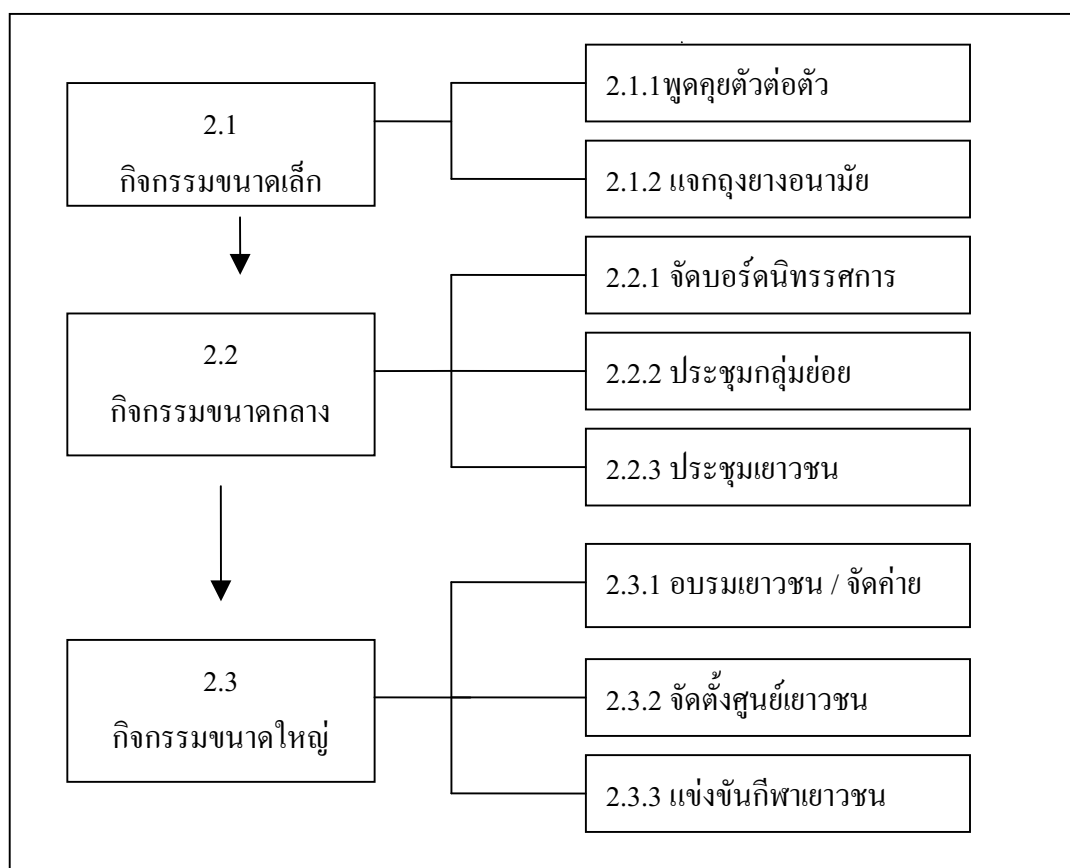 2.1
กิจกรรมขนาดเล็ก
2.1.1พูดคุยตัวต่อตัว
2.1.2 แจกถุงยางอนามัย
2.2
กิจกรรมขนาดกลาง
2.2.1 จัดบอร์ดนิทรรศการ
2.2.2 ประชุมกลุ่มย่อย
2.2.3 ประชุมเยาวชน
2.3
กิจกรรมขนาดใหญ่
2.3.1 อบรมเยาวชน / จัดค่าย
2.3.2 จัดตั้งศูนย์เยาวชน
2.3.3 แข่งขันกีฬาเยาวชน